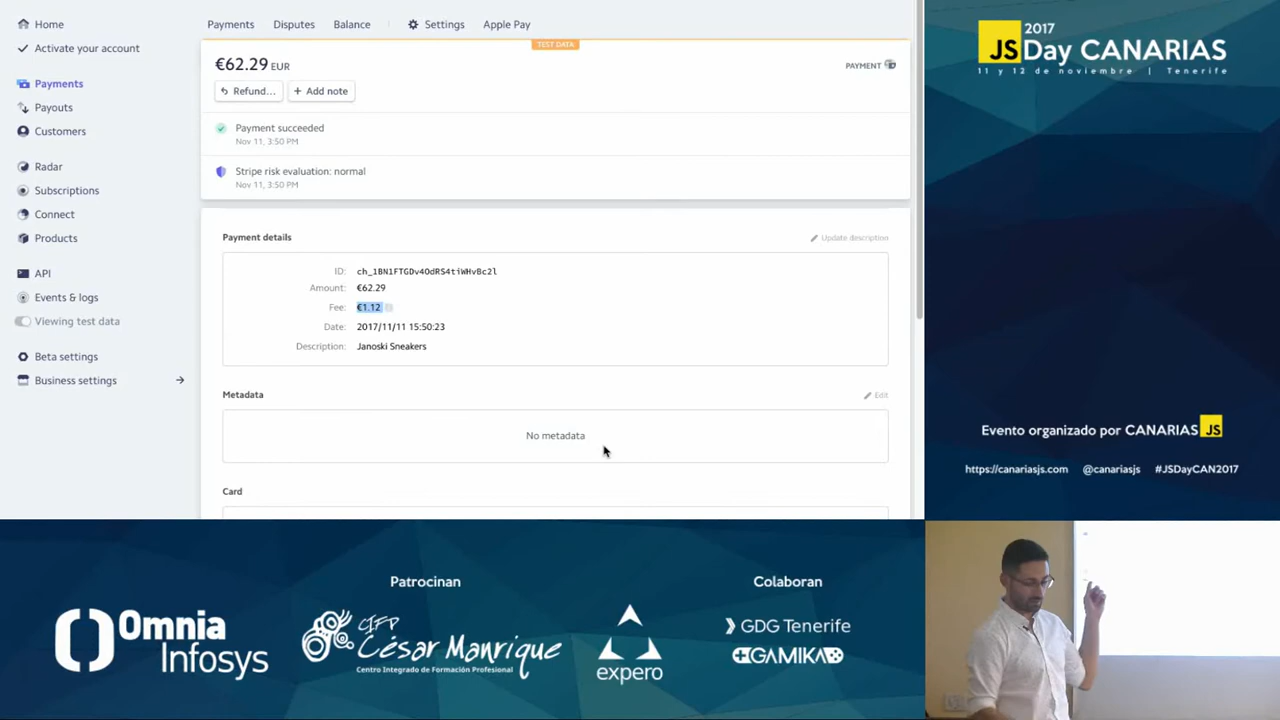 Home
Activate your account
Payments
Payouts
Customers
Radar
Subscriptions
Connect
Products
API
Events & logs
Viewing test data
Beta settings
Business settings
Payments Disputes Balance Settings Apple Pay
TEST DATA
€62.29 EUR
PAYMENT
Refund... + Add note
Payment succeeded
Nov 11, 3:50 PM
Stripe risk evaluation: normal
Nov 11, 3:50 PM
Payment details
Update description
ID: ch_1BN1FTGDv4OdRS4tiWHvBc2l
Amount: €62.29
Fee: €1.12
Date: 2017/11/11 15:50:23
Description: Janoski Sneakers
Metadata
Edit
No metadata
Card
2017
JS Day CANARIAS
11 y 12 de noviembre | Tenerife
Evento organizado por CANARIAS JS
https://canariasjs.com @canariasjs #JSDayCAN2017
Patrocinan
Omnia
Infosys
CIFP
César Manrique
Centro Integrado de Formación Profesional
expero
Colaboran
GDG Tenerife
GAMIKA